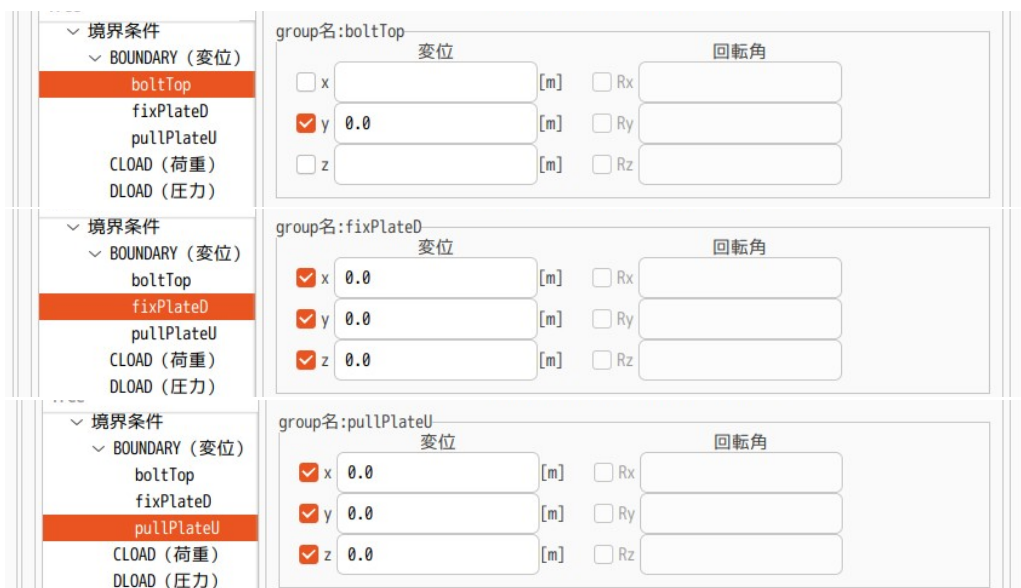 境界条件
BOUNDARY (変位)
boltTop
fixPlateD
pullPlateU
CLOAD (荷重)
DLOAD (圧力)
group名:boltTop
変位 回転角
x [m] Rx
y 0.0 [m] Ry
z [m] Rz
境界条件
BOUNDARY (変位)
boltTop
fixPlateD
pullPlateU
CLOAD (荷重)
DLOAD (圧力)
group名:fixPlateD
変位 回転角
x 0.0 [m] Rx
y 0.0 [m] Ry
z 0.0 [m] Rz
境界条件
BOUNDARY (変位)
boltTop
fixPlateD
pullPlateU
CLOAD (荷重)
DLOAD (圧力)
group名:pullPlateU
変位 回転角
x 0.0 [m] Rx
y 0.0 [m] Ry
z 0.0 [m] Rz